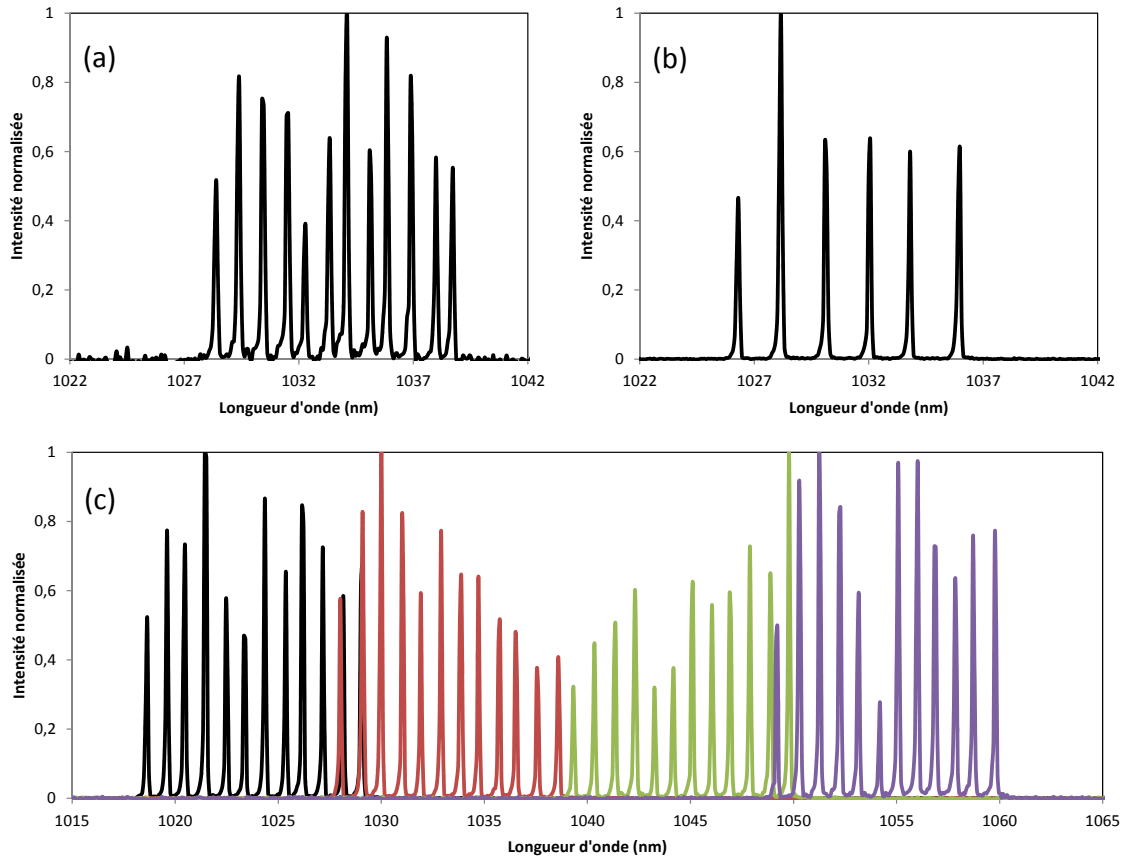 (a)
Intensité normalisée
1
0,8
0,6
0,4
0,2
0
1022 1027 1032 1037 1042
Longueur d'onde (nm)
(b)
Intensité normalisée
1
0,8
0,6
0,4
0,2
0
1022 1027 1032 1037 1042
Longueur d'onde (nm)
(c)
Intensité normalisée
1
0,8
0,6
0,4
0,2
0
1015 1020 1025 1030 1035 1040 1045 1050 1055 1060 1065
Longueur d'onde (nm)